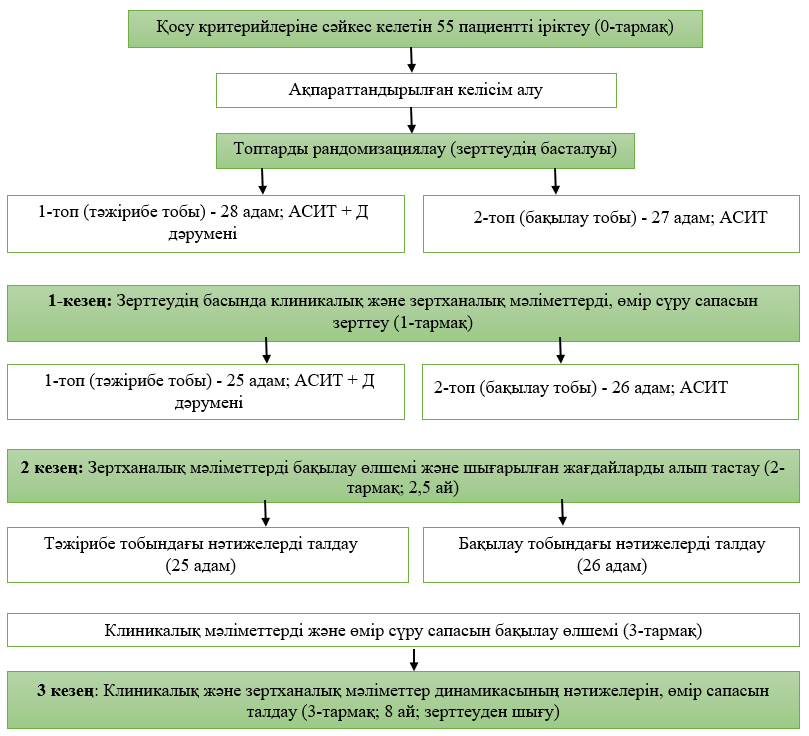 Қосу критерийлеріне сәйкес келетін 55 пациентті іріктеу (0-тармақ)
Ақпараттандырылған келісім алу
Топтарды рандомизациялау (зерттеудің басталуы)
1-топ (тәжірибе тобы) - 28 адам; АСИТ + Д
дәрумені
2-топ (бақылау тобы) - 27 адам; АСИТ
1-кезең: Зерттеудің басында клиникалық және зертханалық мәліметтерді, өмір сүру сапасын
зерттеу (1-тармақ)
1-топ (тәжірибе тобы) - 25 адам; АСИТ + Д
дәрумені
2-топ (бақылау тобы) - 26 адам; АСИТ
2 кезең: Зертханалық мәліметтерді бақылау өлшемі және шығарылған жағдайларды алып тастау (2-
тармақ; 2,5 ай)
Тәжірибе тобындағы нәтижелерді талдау
(25 адам)
Бақылау тобындағы нәтижелерді талдау
(26 адам)
Клиникалық мәліметтерді және өмір сүру сапасын бақылау өлшемі (3-тармақ)
3 кезең: Клиникалық және зертханалық мәліметтер динамикасының нәтижелерін, өмір сапасын
талдау (3-тармақ; 8 ай; зерттеуден шығу)